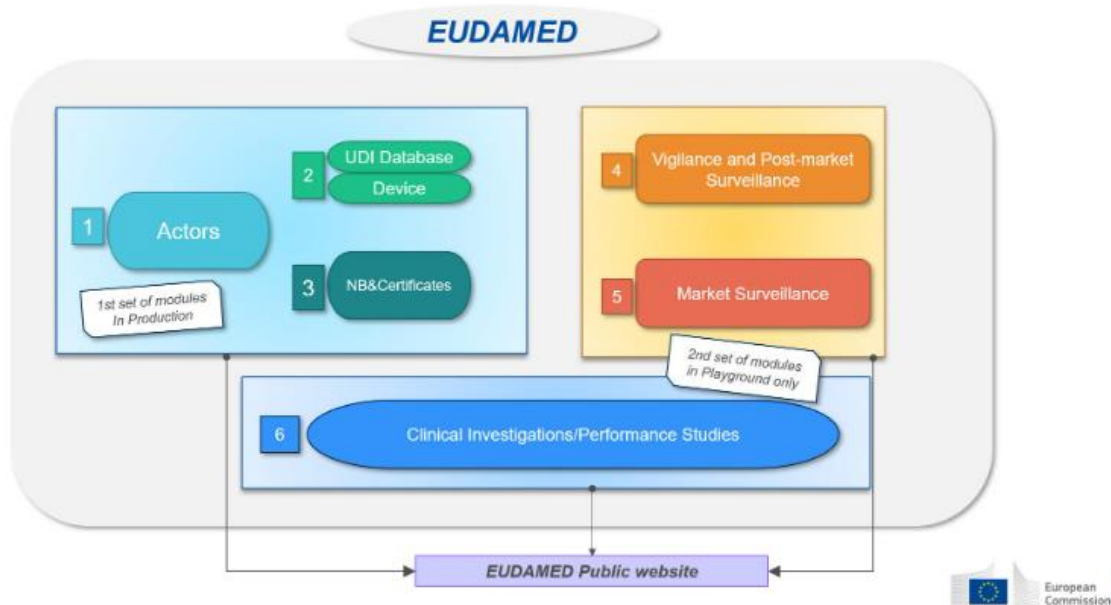 EUDAMED
1
Actors
2
UDI Database
Device
3
NB&Certificates
1st set of modules
In Production
4
Vigilance and Post-market
Surveillance
5
Market Surveillance
2nd set of modules
in Playground only
6
Clinical Investigations/Performance Studies
EUDAMED Public website
European
Commission